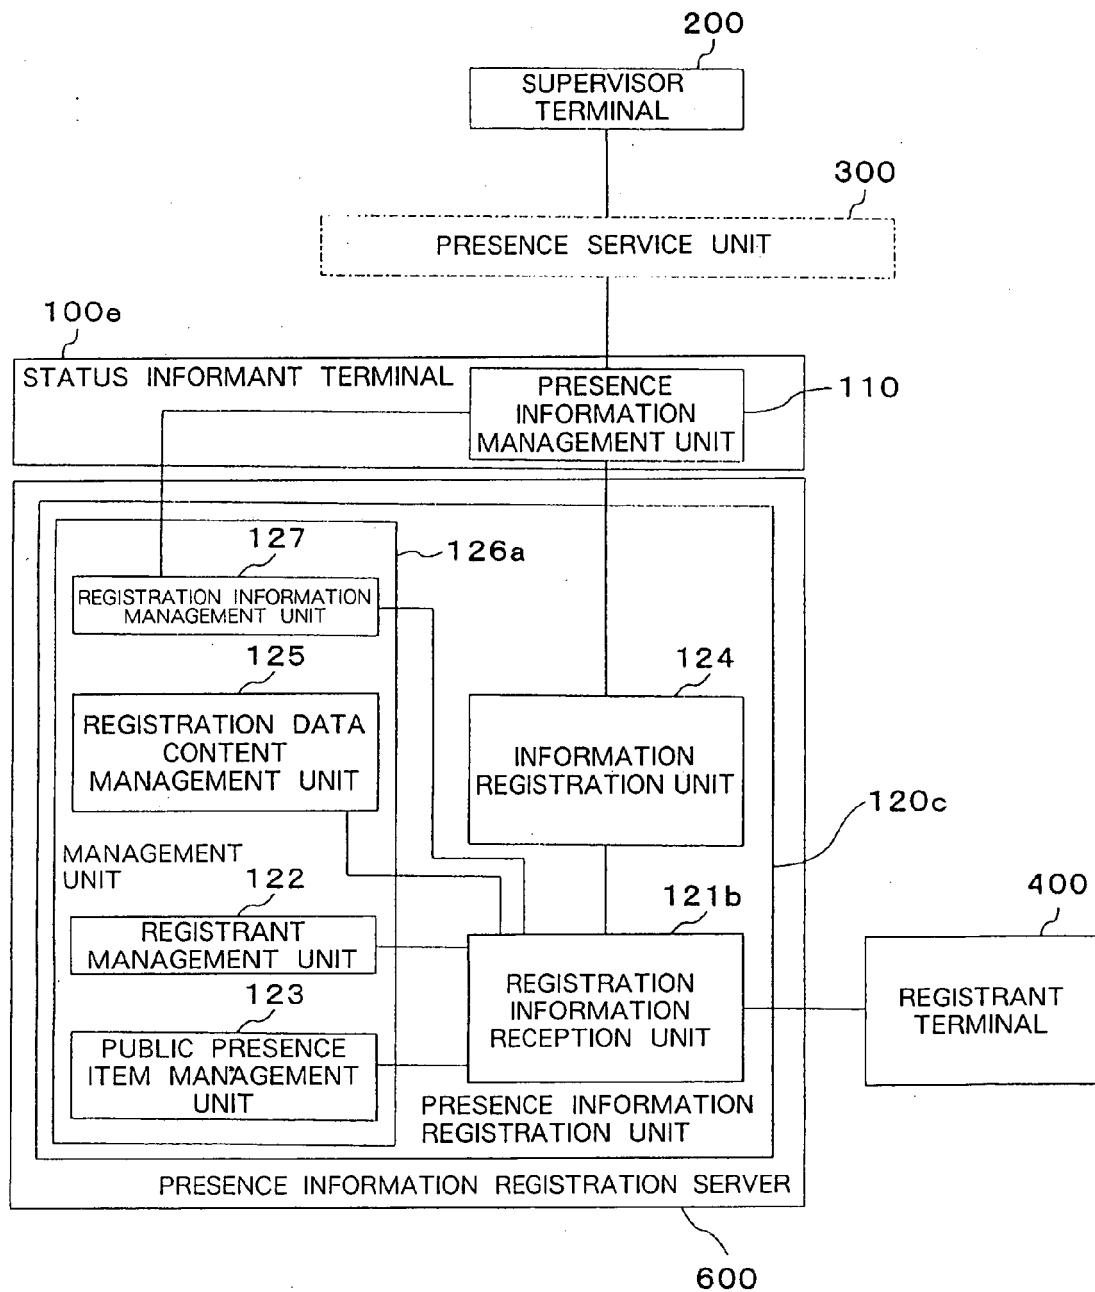 200
SUPERVISOR
TERMINAL
300
PRESENCE SERVICE UNIT
100e
STATUS INFORMANT TERMINAL
PRESENCE
INFORMATION
MANAGEMENT UNIT
110
127
126a
REGISTRATION INFORMATION
MANAGEMENT UNIT
125
REGISTRATION DATA
CONTENT
MANAGEMENT UNIT
124
INFORMATION
REGISTRATION UNIT
120c
MANAGEMENT
UNIT
122
REGISTRANT
MANAGEMENT UNIT
121b
400
REGISTRATION
INFORMATION
RECEPTION UNIT
REGISTRANT
TERMINAL
123
PUBLIC PRESENCE
ITEM MANAGEMENT
UNIT
PRESENCE INFORMATION
REGISTRATION UNIT
PRESENCE INFORMATION REGISTRATION SERVER
600